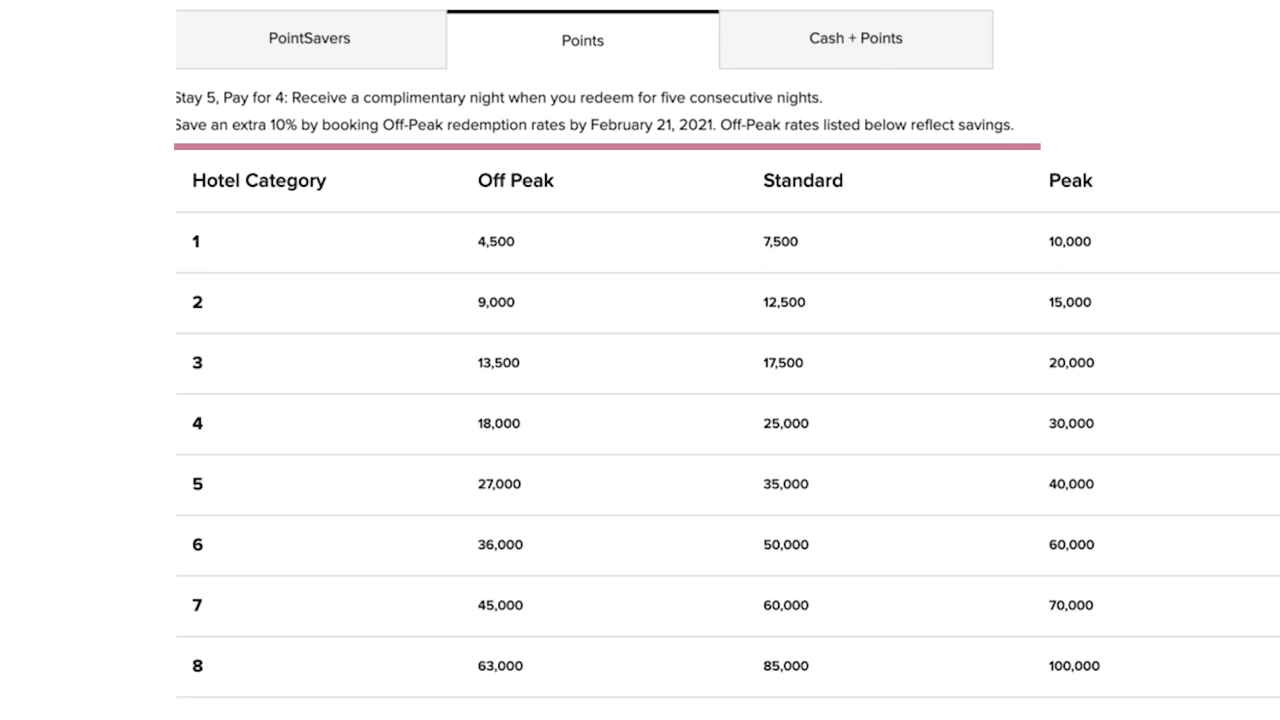 PointSavers Points Cash + Points
Stay 5, Pay for 4: Receive a complimentary night when you redeem for five consecutive nights.
Save an extra 10% by booking Off-Peak redemption rates by February 21, 2021. Off-Peak rates listed below reflect savings.
Hotel Category Off Peak Standard Peak
1 4,500 7,500 10,000
2 9,000 12,500 15,000
3 13,500 17,500 20,000
4 18,000 25,000 30,000
5 27,000 35,000 40,000
6 36,000 50,000 60,000
7 45,000 60,000 70,000
8 63,000 85,000 100,000